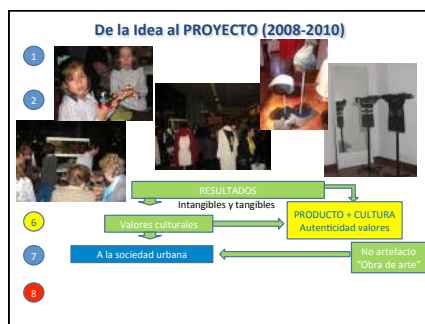 De la Idea al PROYECTO (2008-2010)
1
2
RESULTADOS
Intangibles y tangibles
6
Valores culturales
PRODUCTO + CULTURA
Autenticidad valores
7
A la sociedad urbana
No artefacto
"Obra de arte"
8